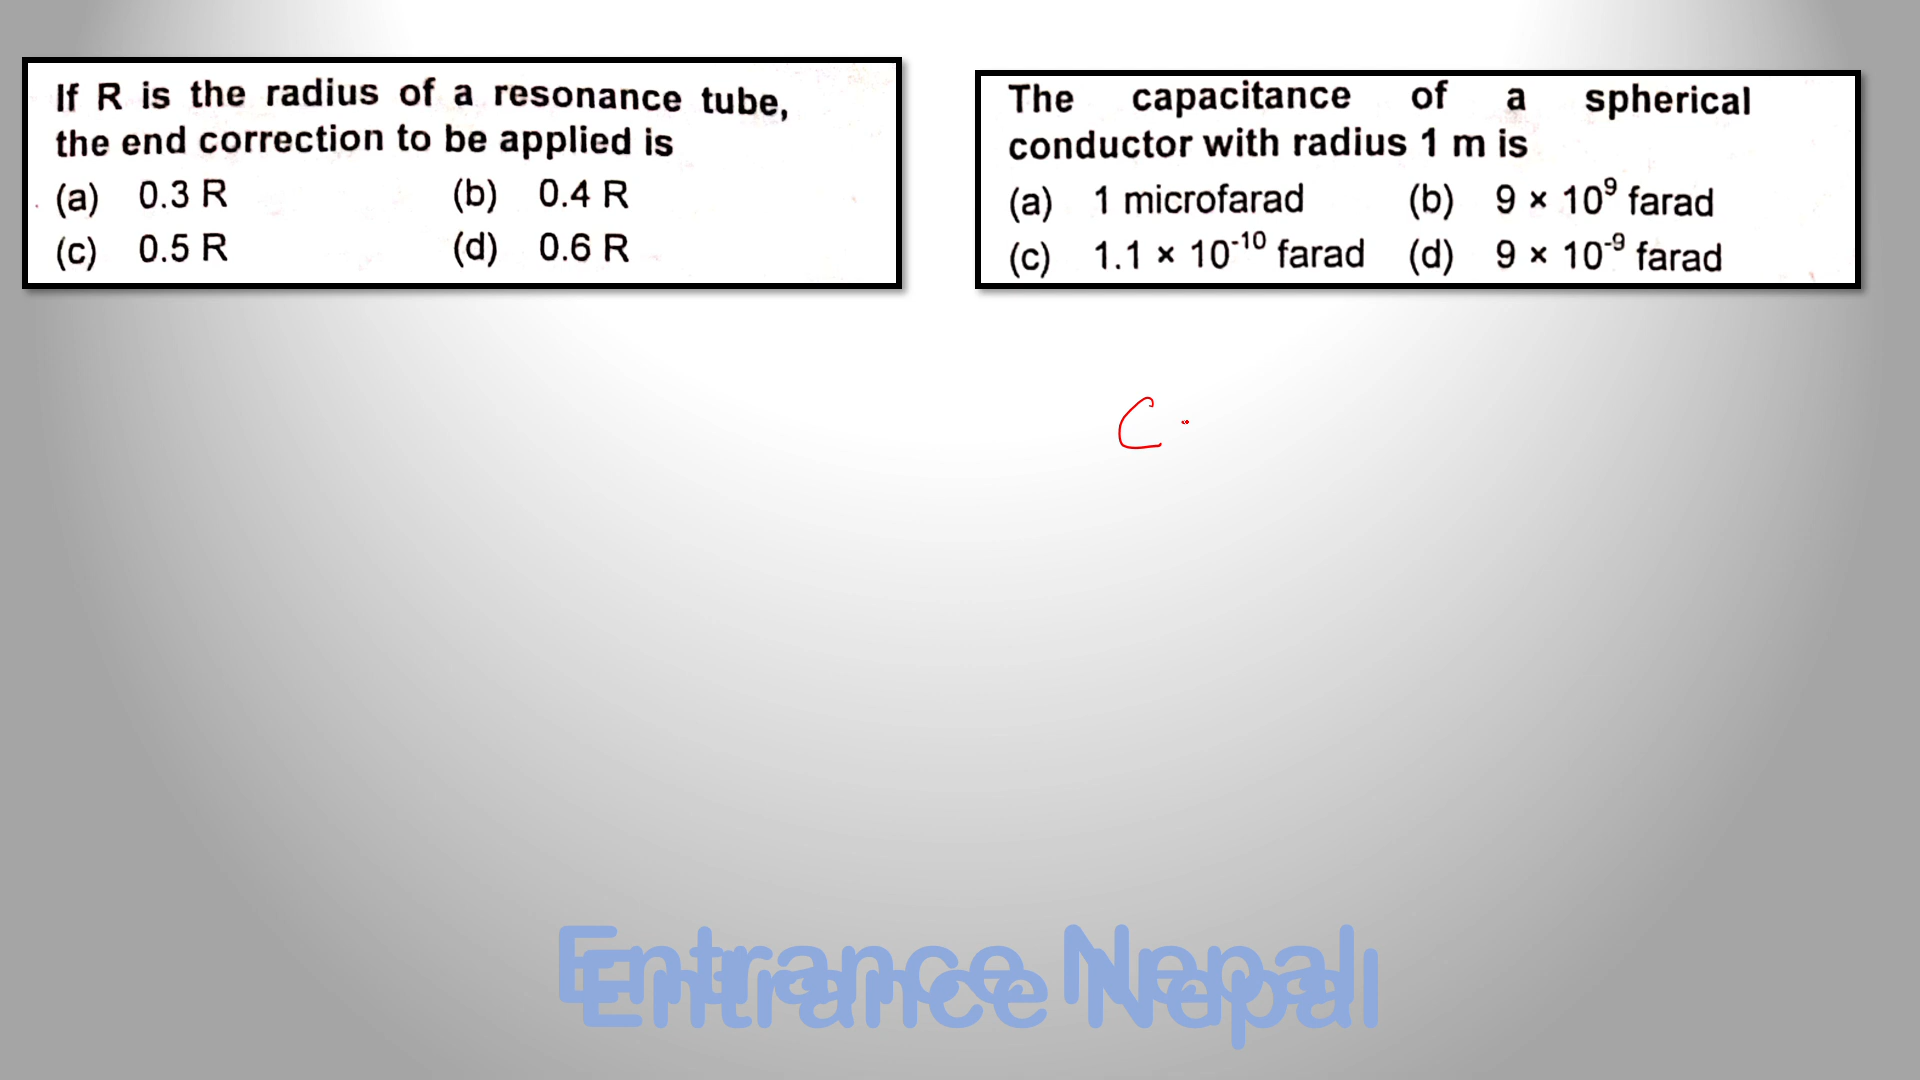 If R is the radius of a resonance tube,
the end correction to be applied is
(a) 0.3 R (b) 0.4 R
(c) 0.5 R (d) 0.6 R
The capacitance of a spherical
conductor with radius 1 m is
(a) 1 microfarad (b) 9 × 10⁹ farad
(c) 1.1 × 10⁻¹⁰ farad (d) 9 × 10⁻⁹ farad
C
Entrance Nepal
Entrance Nepal